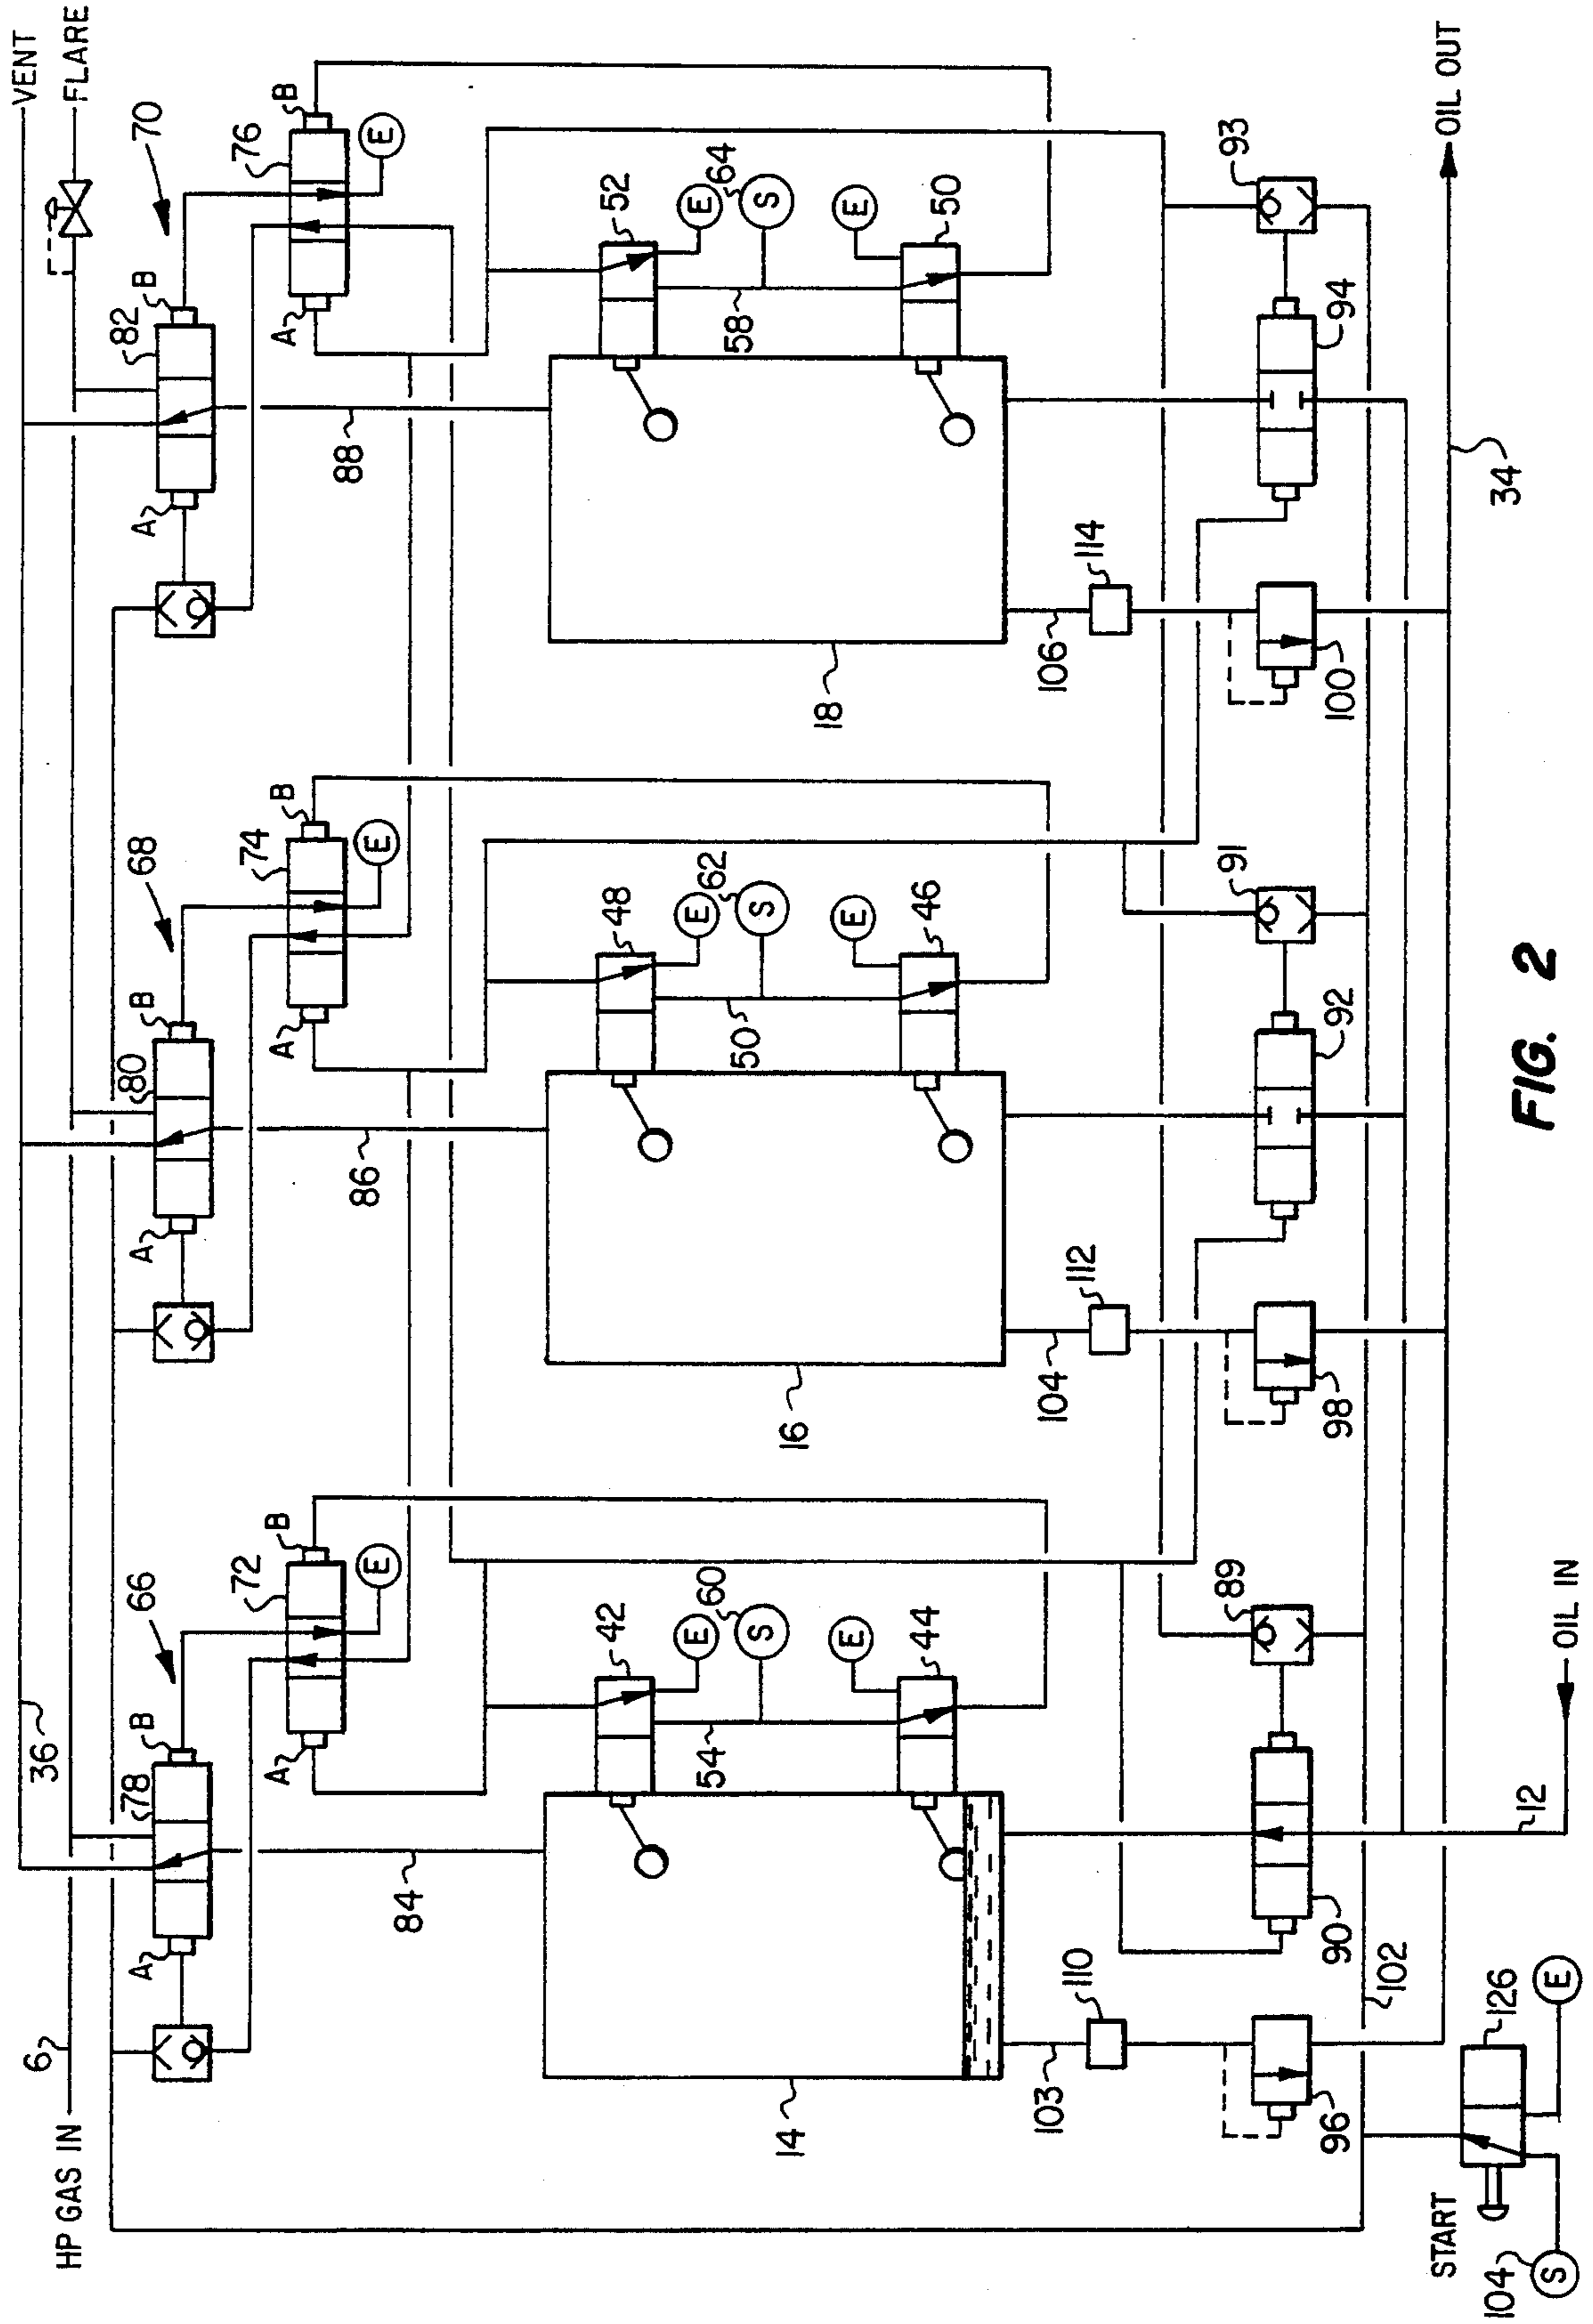 VENT
FLARE
36
6
HP GAS IN
78
B
A
66
72
B
A
E
80
B
A
68
74
B
A
E
82
B
A
70
76
B
A
E
84
86
88
42
E
60
S
54
E
44
48
E
62
S
50
E
46
52
E
64
S
58
E
50
14
16
18
103
110
104
112
106
114
96
90
89
98
92
91
100
94
93
102
12
OIL IN
34
OIL OUT
START
104
S
126
E
FIG. 2